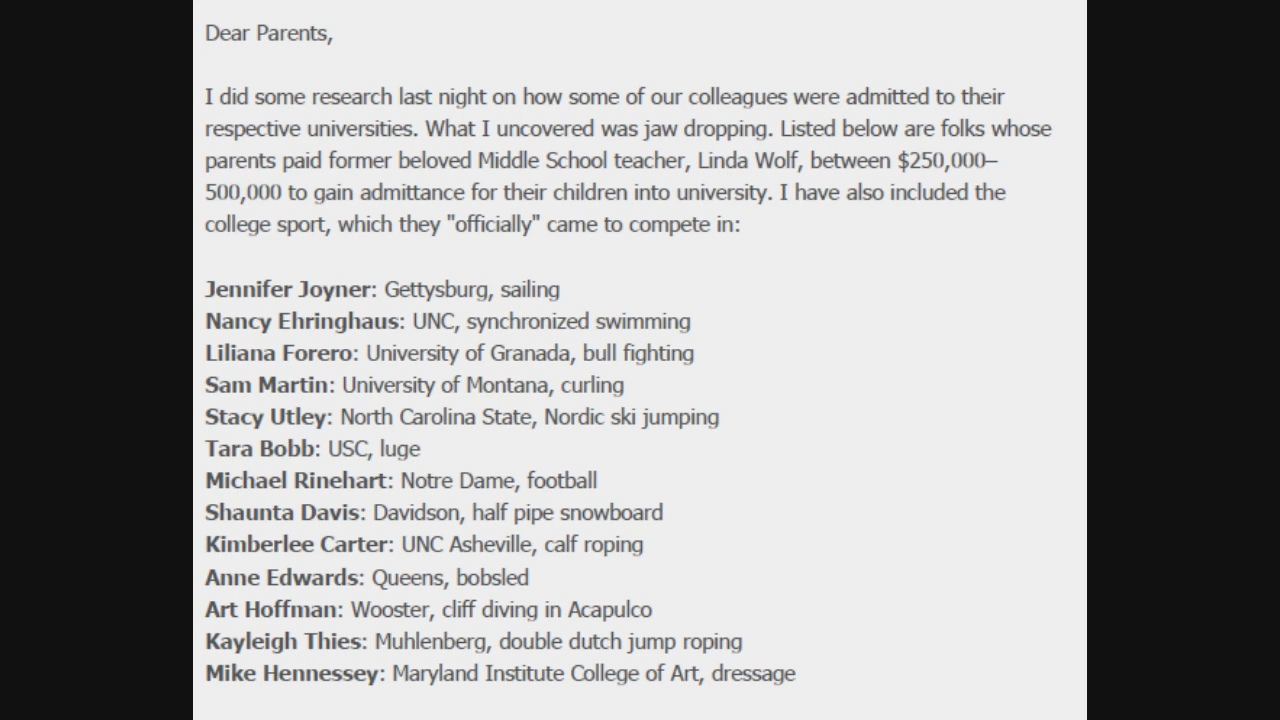 Dear Parents,
I did some research last night on how some of our colleagues were admitted to their
respective universities. What I uncovered was jaw dropping. Listed below are folks whose
parents paid former beloved Middle School teacher, Linda Wolf, between $250,000–
500,000 to gain admittance for their children into university. I have also included the
college sport, which they "officially" came to compete in:
Jennifer Joyner: Gettysburg, sailing
Nancy Ehringhaus: UNC, synchronized swimming
Liliana Forero: University of Granada, bull fighting
Sam Martin: University of Montana, curling
Stacy Utley: North Carolina State, Nordic ski jumping
Tara Bobb: USC, luge
Michael Rinehart: Notre Dame, football
Shaunta Davis: Davidson, half pipe snowboard
Kimberlee Carter: UNC Asheville, calf roping
Anne Edwards: Queens, bobsled
Art Hoffman: Wooster, cliff diving in Acapulco
Kayleigh Thies: Muhlenberg, double dutch jump roping
Mike Hennessey: Maryland Institute College of Art, dressage